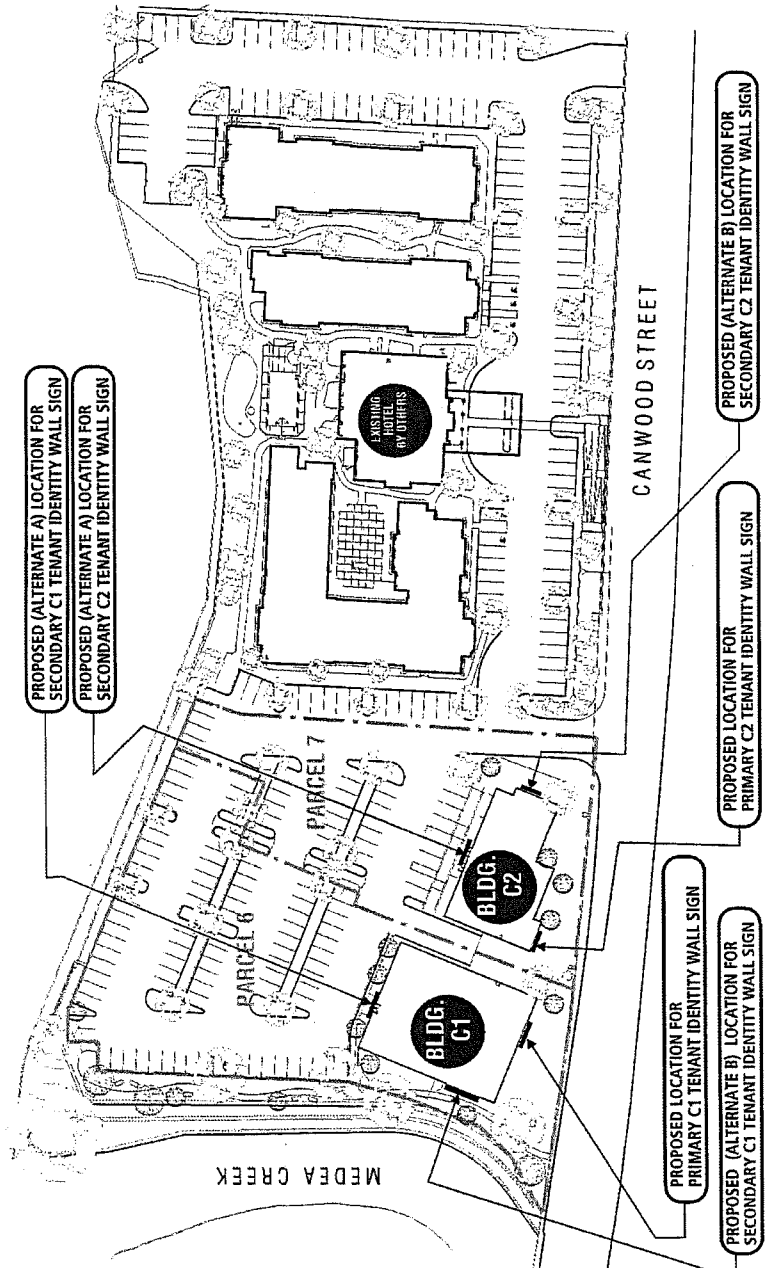 PROPOSED (ALTERNATE A) LOCATION FOR
SECONDARY C1 TENANT IDENTITY WALL SIGN
PROPOSED (ALTERNATE A) LOCATION FOR
SECONDARY C2 TENANT IDENTITY WALL SIGN
EXISTING
HOTEL
BY OTHERS
CANWOOD STREET
PARCEL 7
PARCEL 6
BLDG.
C2
BLDG.
C1
MEDEA CREEK
PROPOSED (ALTERNATE B) LOCATION FOR
SECONDARY C2 TENANT IDENTITY WALL SIGN
PROPOSED LOCATION FOR
PRIMARY C2 TENANT IDENTITY WALL SIGN
PROPOSED LOCATION FOR
PRIMARY C1 TENANT IDENTITY WALL SIGN
PROPOSED (ALTERNATE B) LOCATION FOR
SECONDARY C1 TENANT IDENTITY WALL SIGN